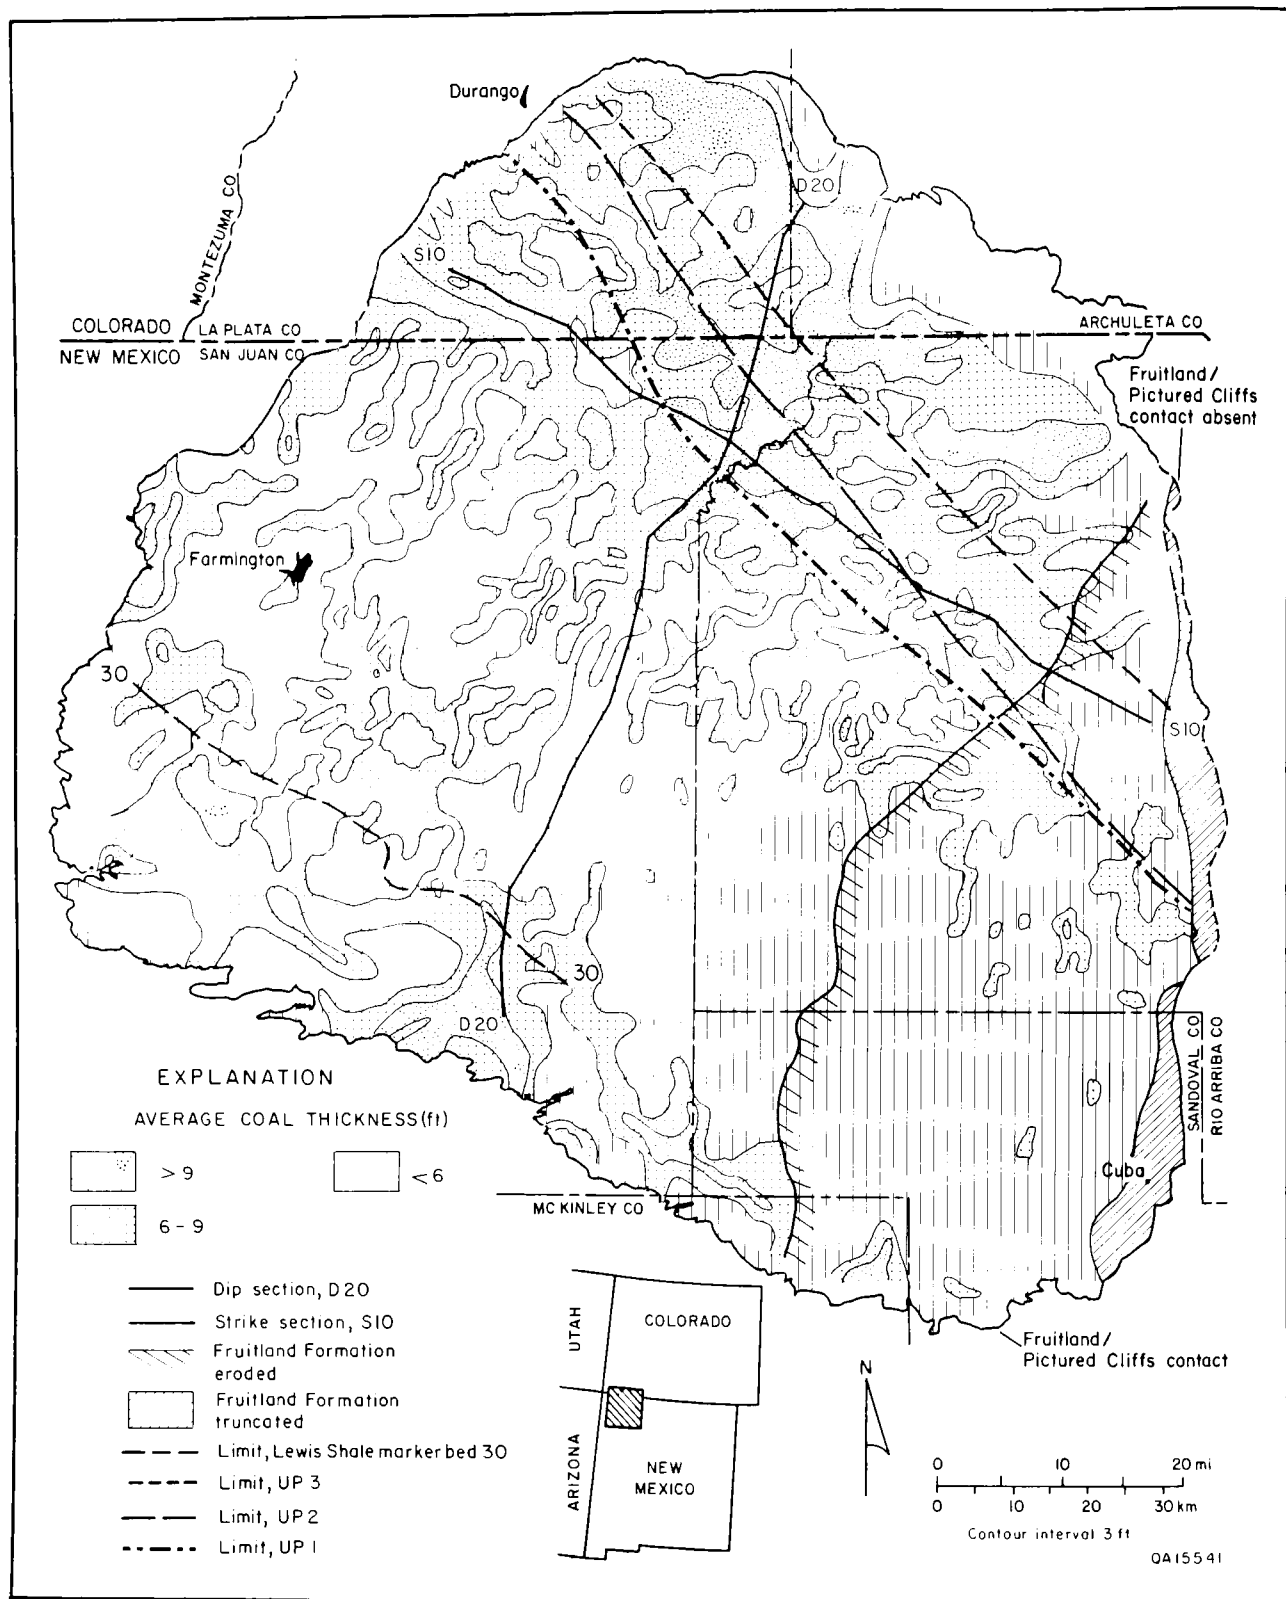 Durango
D20
MONTEZUMA CO
S10
COLORADO
LA PLATA CO
ARCHULETA CO
NEW MEXICO
SAN JUAN CO
Fruitland/
Pictured Cliffs
contact absent
Farmington
30
S10
30
D20
SANDOVAL CO
RIO ARRIBA CO
Cuba
MC KINLEY CO
Fruitland/
Pictured Cliffs contact
EXPLANATION
AVERAGE COAL THICKNESS(ft)
>9
<6
6-9
Dip section, D20
Strike section, S10
Fruitland Formation
eroded
Fruitland Formation
truncated
Limit, Lewis Shale marker bed 30
Limit, UP 3
Limit, UP 2
Limit, UP 1
UTAH
COLORADO
ARIZONA
NEW
MEXICO
N
0 10 20 mi
0 10 20 30 km
Contour interval 3 ft
QA15541